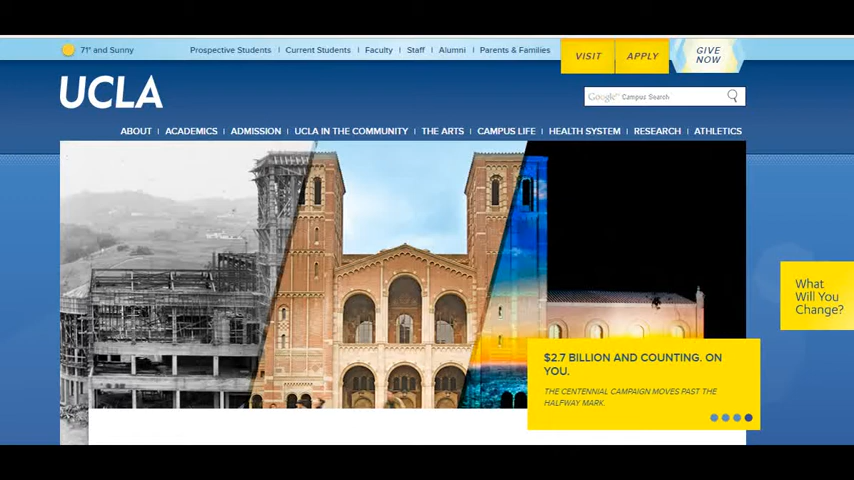 71° and Sunny
Prospective Students | Current Students | Faculty | Staff | Alumni | Parents & Families
VISIT
APPLY
GIVE
NOW
UCLA
Google™ Campus Search
ABOUT | ACADEMICS | ADMISSION | UCLA IN THE COMMUNITY | THE ARTS | CAMPUS LIFE | HEALTH SYSTEM | RESEARCH | ATHLETICS
What
Will You
Change?
$2.7 BILLION AND COUNTING. ON
YOU.
THE CENTENNIAL CAMPAIGN MOVES PAST THE
HALFWAY MARK.